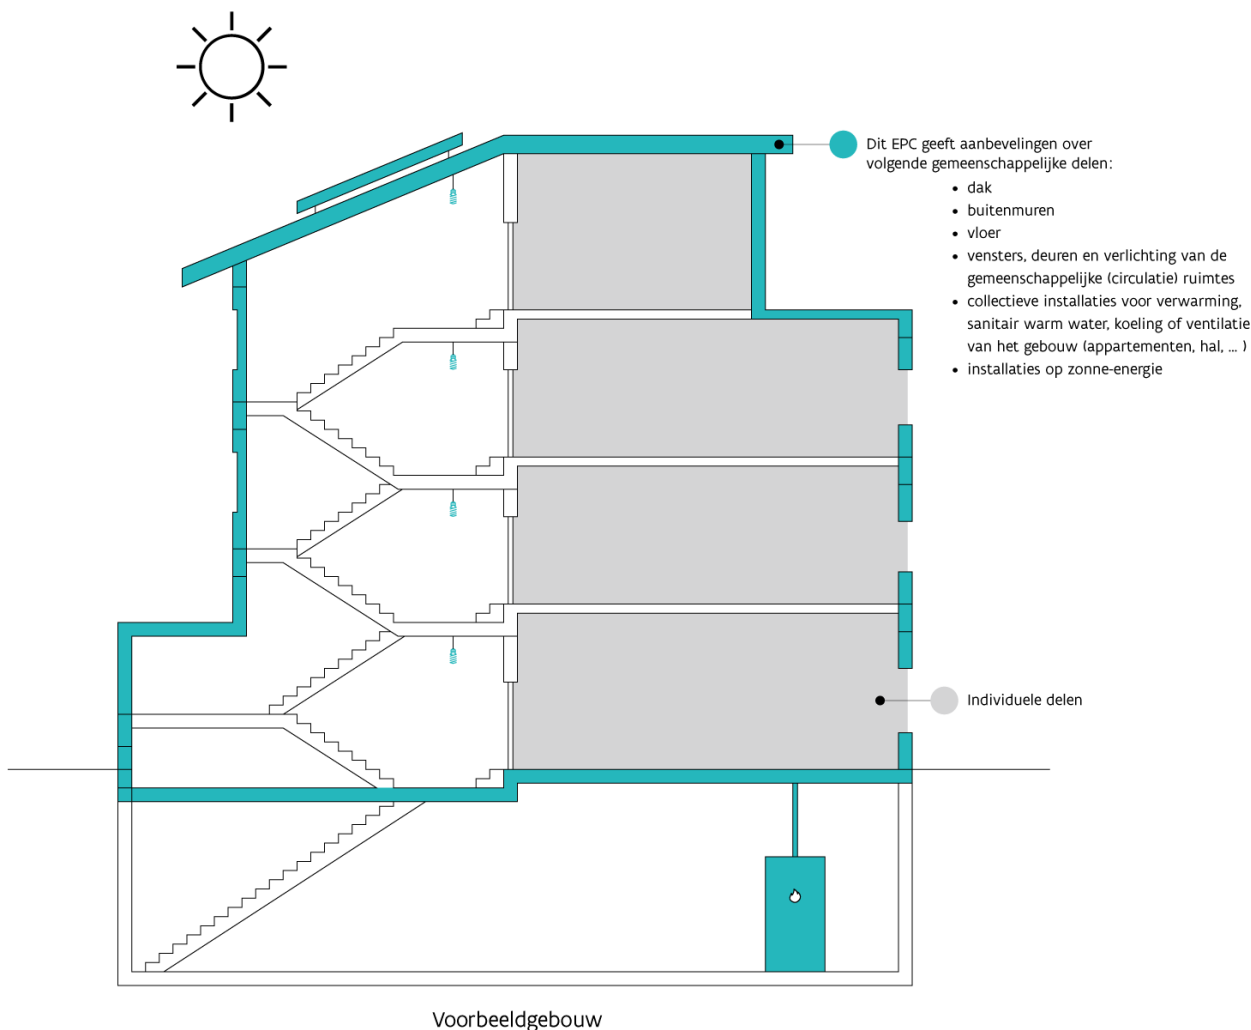 Dit EPC geeft aanbevelingen over
volgende gemeenschappelijke delen:
• dak
• buitenmuren
• vloer
• vensters, deuren en verlichting van de
gemeenschappelijke (circulatie) ruimtes
• collectieve installaties voor verwarming,
sanitair warm water, koeling of ventilatie
van het gebouw (appartementen, hal, ... )
• installaties op zonne-energie
Individuele delen
Voorbeeldgebouw